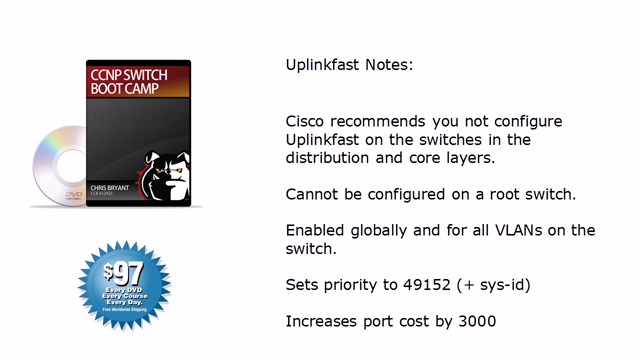 CCNP SWITCH
BOOT CAMP
CHRIS BRYANT
DVD
$97
Every DVD
Every Course
Every Day.
Free Worldwide Shipping
Uplinkfast Notes:
Cisco recommends you not configure
Uplinkfast on the switches in the
distribution and core layers.
Cannot be configured on a root switch.
Enabled globally and for all VLANs on the
switch.
Sets priority to 49152 (+ sys-id)
Increases port cost by 3000